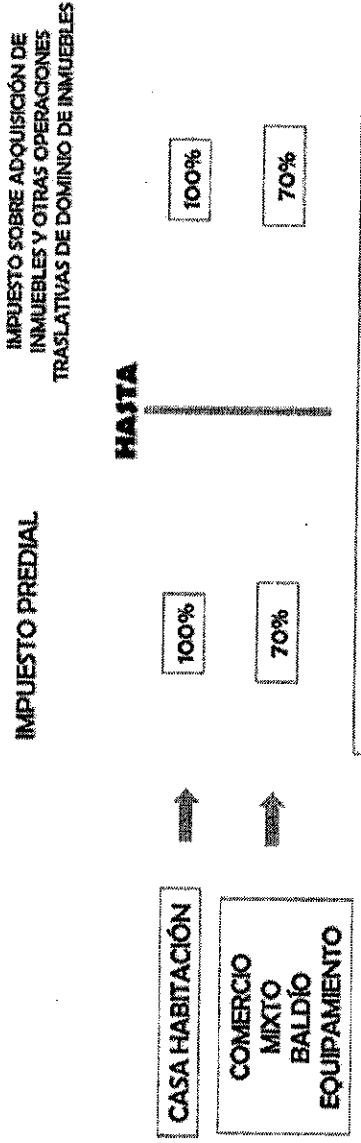 IMPUESTO PREDIAL
IMPUESTO SOBRE ADQUISICIÓN DE
INMUEBLES Y OTRAS OPERACIONES
TRASLATIVAS DE DOMINIO DE INMUEBLES
HASTA
CASA HABITACIÓN
100%
100%
COMERCIO
MIXTO
BALDÍO
EQUIPAMIENTO
70%
70%